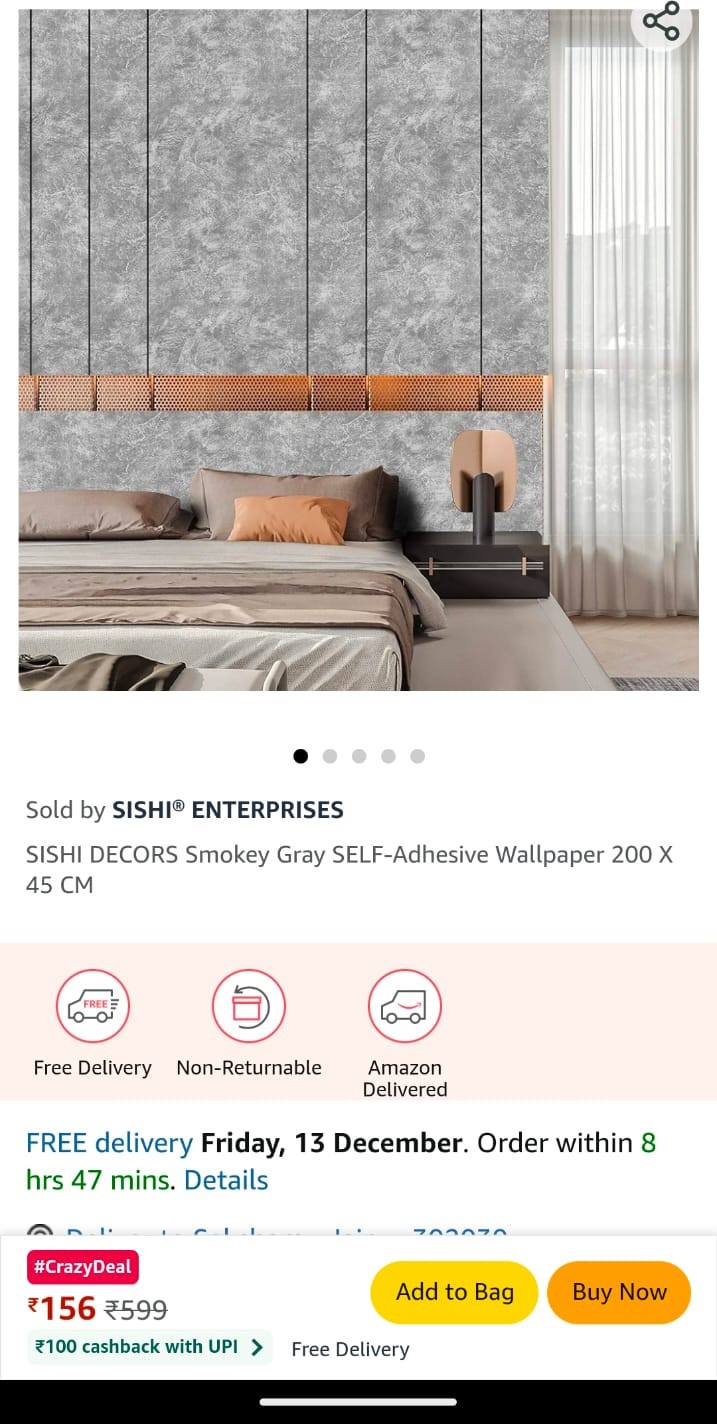 Sold by SISHI® ENTERPRISES
SISHI DECORS Smokey Gray SELF-Adhesive Wallpaper 200 X
45 CM
FREE
Free Delivery
Non-Returnable
Amazon
Delivered
FREE delivery Friday, 13 December. Order within 8
hrs 47 mins. Details
#CrazyDeal
₹156 ₹599
Add to Bag
Buy Now
₹100 cashback with UPI
Free Delivery